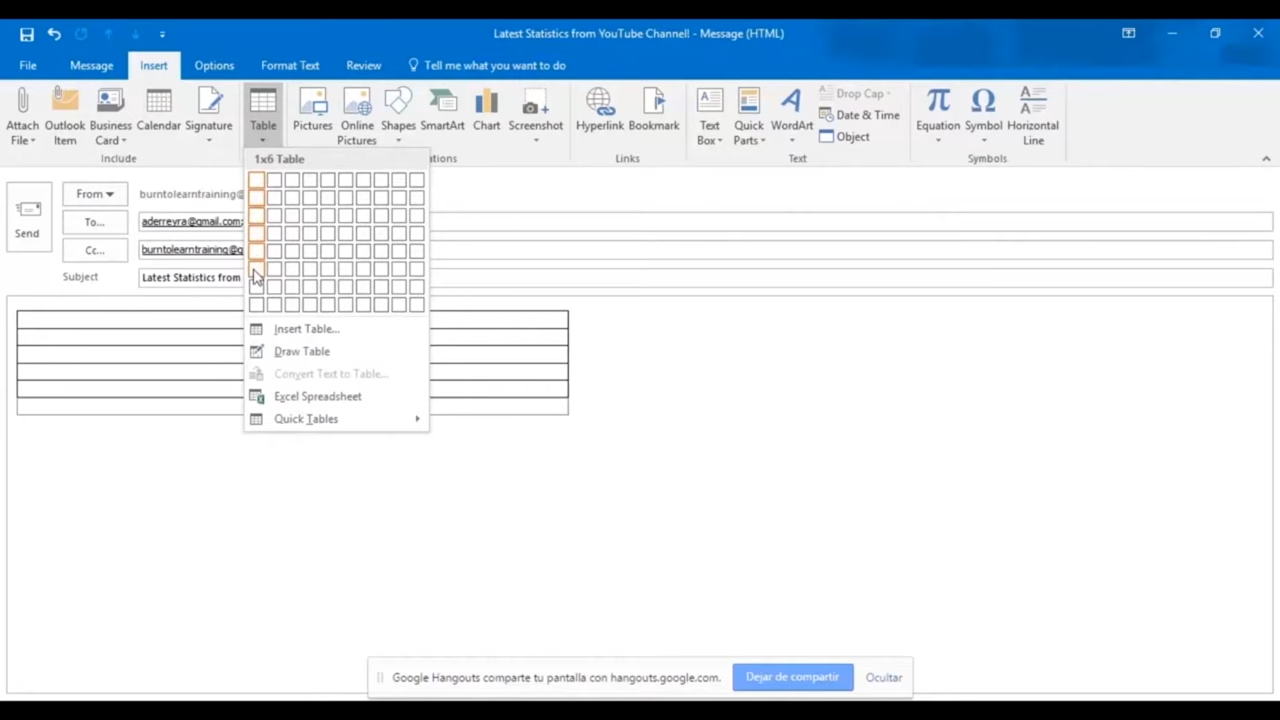 Latest Statistics from YouTube Channel! - Message (HTML)
File Message Insert Options Format Text Review Tell me what you want to do
Attach File
Outlook Item
Business Card
Calendar
Signature
Table
Pictures
Online Pictures
Shapes
SmartArt
Chart
Screenshot
Hyperlink
Bookmark
Text Box
Quick Parts
WordArt
Drop Cap
Date & Time
Object
Equation
Symbol
Horizontal Line
Include
Links
Text
Symbols
1x6 Table
From
burntolearntraining@
Send
To...
aderreyra@gmail.com;
Cc...
burntolearntraining@g
Subject
Latest Statistics from
Insert Table...
Draw Table
Convert Text to Table...
Excel Spreadsheet
Quick Tables
Google Hangouts comparte tu pantalla con hangouts.google.com.
Dejar de compartir
Ocultar